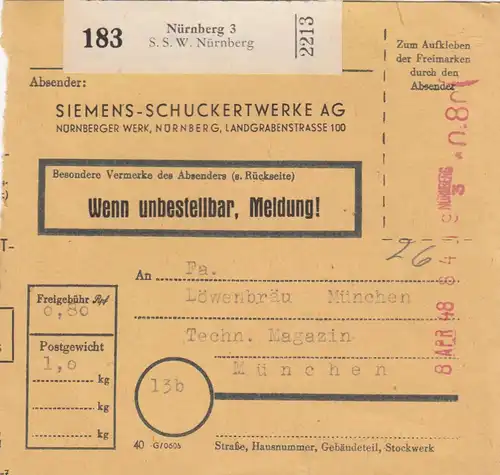 183
Nürnberg 3
S. S. W. Nürnberg
2213
Zum Aufkleben
der Freimarken
durch den
Absender
Absender:
SIEMENS-SCHUCKERTWERKE AG
NÜRNBERGER WERK, NÜRNBERG, LANDGRABENSTRASSE 100
Besondere Vermerke des Absenders (s. Rückseite)
Wenn unbestellbar, Meldung!
0.80
NÜRNBERG
8 APR 48
26
T-
An Fa.
Löwenbräu München
Techn. Magazin
München
Freigebühr Rpf
0,80
Postgewicht
1,0 kg
kg
kg
13b
40
Straße, Hausnummer, Gebäudeteil, Stockwerk